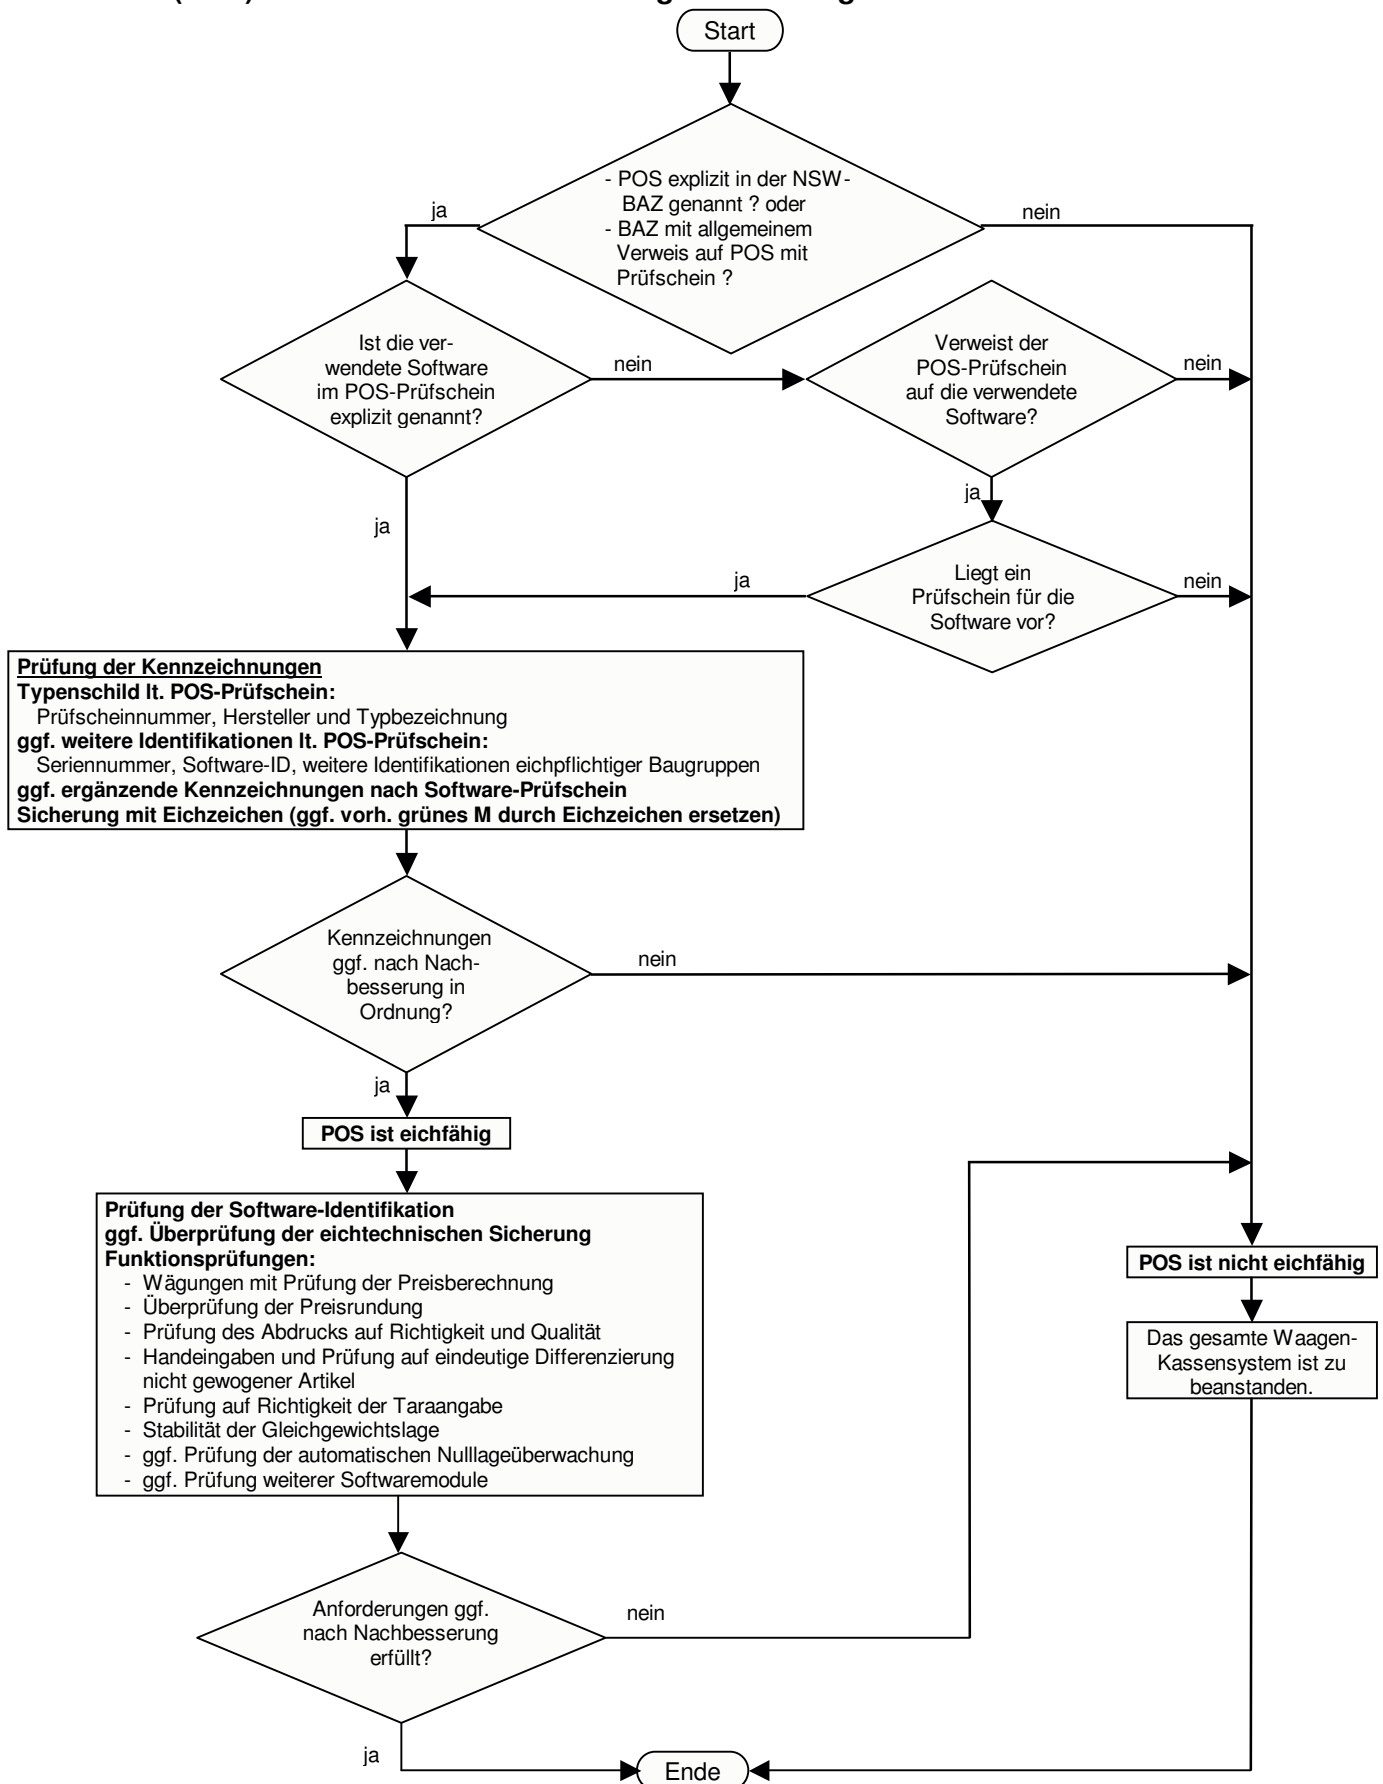 Start
- POS explizit in der NSW-
BAZ genannt ? oder
- BAZ mit allgemeinem
Verweis auf POS mit
Prüfschein ?
ja
nein
Ist die ver-
wendete Software
im POS-Prüfschein
explizit genannt?
nein
Verweist der
POS-Prüfschein
auf die verwendete
Software?
nein
ja
ja
Liegt ein
Prüfschein für die
Software vor?
ja
nein
Prüfung der Kennzeichnungen
Typenschild lt. POS-Prüfschein:
Prüfscheinnummer, Hersteller und Typbezeichnung
ggf. weitere Identifikationen lt. POS-Prüfschein:
Seriennummer, Software-ID, weitere Identifikationen eichpflichtiger Baugruppen
ggf. ergänzende Kennzeichnungen nach Software-Prüfschein
Sicherung mit Eichzeichen (ggf. vorh. grünes M durch Eichzeichen ersetzen)
Kennzeichnungen
ggf. nach Nach-
besserung in
Ordnung?
nein
ja
POS ist eichfähig
Prüfung der Software-Identifikation
ggf. Überprüfung der eichtechnischen Sicherung
Funktionsprüfungen:
- Wägungen mit Prüfung der Preisberechnung
- Überprüfung der Preisrundung
- Prüfung des Abdrucks auf Richtigkeit und Qualität
- Handeingaben und Prüfung auf eindeutige Differenzierung
nicht gewogener Artikel
- Prüfung auf Richtigkeit der Taraangabe
- Stabilität der Gleichgewichtslage
- ggf. Prüfung der automatischen Nulllageüberwachung
- ggf. Prüfung weiterer Softwaremodule
POS ist nicht eichfähig
Das gesamte Waagen-
Kassensystem ist zu
beanstanden.
Anforderungen ggf.
nach Nachbesserung
erfüllt?
nein
ja
Ende